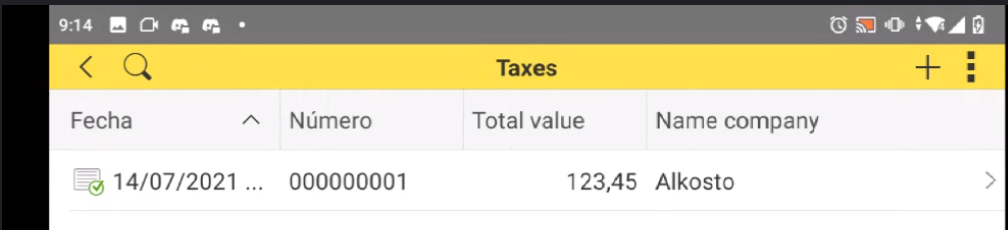 9:14
Taxes
Fecha Número Total value Name company
14/07/2021 ... 000000001 123,45 Alkosto